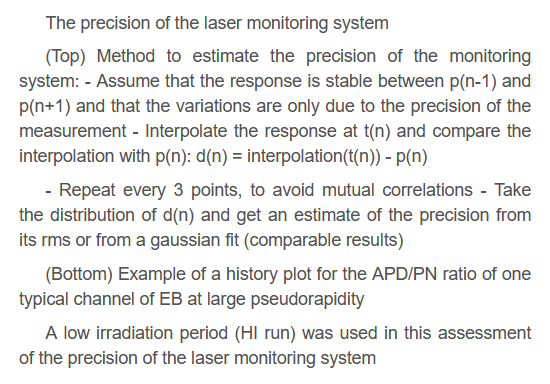 The precision of the laser monitoring system
(Top) Method to estimate the precision of the monitoring
system: - Assume that the response is stable between p(n-1) and
p(n+1) and that the variations are only due to the precision of the
measurement - Interpolate the response at t(n) and compare the
interpolation with p(n): d(n) = interpolation(t(n)) - p(n)
- Repeat every 3 points, to avoid mutual correlations - Take
the distribution of d(n) and get an estimate of the precision from
its rms or from a gaussian fit (comparable results)
(Bottom) Example of a history plot for the APD/PN ratio of one
typical channel of EB at large pseudorapidity
A low irradiation period (HI run) was used in this assessment
of the precision of the laser monitoring system